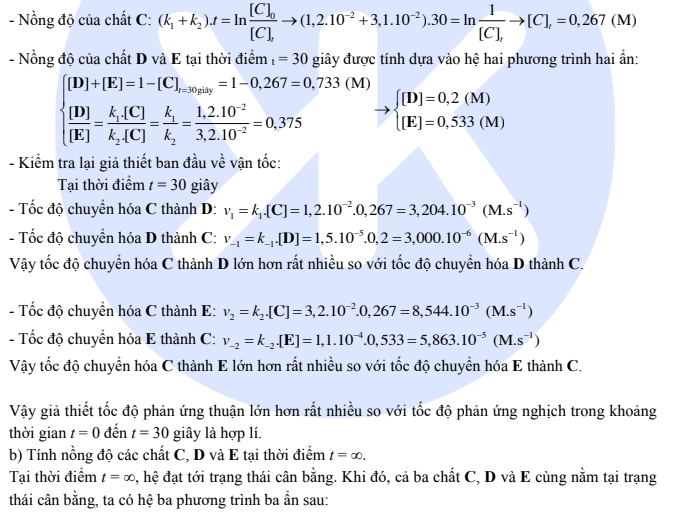 - Nồng độ của chất C: (k₁ + k₂).t = ln [C]₀/[C]ₜ → (1,2.10⁻² + 3,1.10⁻²).30 = ln 1/[C]ₜ → [C]ₜ = 0,267 (M)
- Nồng độ của chất D và E tại thời điểm t = 30 giây được tính dựa vào hệ hai phương trình hai ẩn:
{ [D]+[E] = 1−[C]ₜ₌₃₀giây = 1−0,267 = 0,733 (M)
[D]/[E] = k₁.[C]/k₂.[C] = k₁/k₂ = 1,2.10⁻²/3,2.10⁻² = 0,375
→ { [D] = 0,2 (M)
[E] = 0,533 (M)
- Kiểm tra lại giả thiết ban đầu về vận tốc:
Tại thời điểm t = 30 giây
- Tốc độ chuyển hóa C thành D: v₁ = k₁.[C] = 1,2.10⁻².0,267 = 3,204.10⁻³ (M.s⁻¹)
- Tốc độ chuyển hóa D thành C: v₋₁ = k₋₁.[D] = 1,5.10⁻⁵.0,2 = 3,000.10⁻⁶ (M.s⁻¹)
Vậy tốc độ chuyển hóa C thành D lớn hơn rất nhiều so với tốc độ chuyển hóa D thành C.
- Tốc độ chuyển hóa C thành E: v₂ = k₂.[C] = 3,2.10⁻².0,267 = 8,544.10⁻³ (M.s⁻¹)
- Tốc độ chuyển hóa E thành C: v₋₂ = k₋₂.[E] = 1,1.10⁻⁴.0,533 = 5,863.10⁻⁵ (M.s⁻¹)
Vậy tốc độ chuyển hóa C thành E lớn hơn rất nhiều so với tốc độ chuyển hóa E thành C.
Vậy giả thiết tốc độ phản ứng thuận lớn hơn rất nhiều so với tốc độ phản ứng nghịch trong khoảng
thời gian t = 0 đến t = 30 giây là hợp lí.
b) Tính nồng độ các chất C, D và E tại thời điểm t = ∞.
Tại thời điểm t = ∞, hệ đạt tới trạng thái cân bằng. Khi đó, cả ba chất C, D và E cùng nằm tại trạng
thái cân bằng, ta có hệ ba phương trình ba ẩn sau: